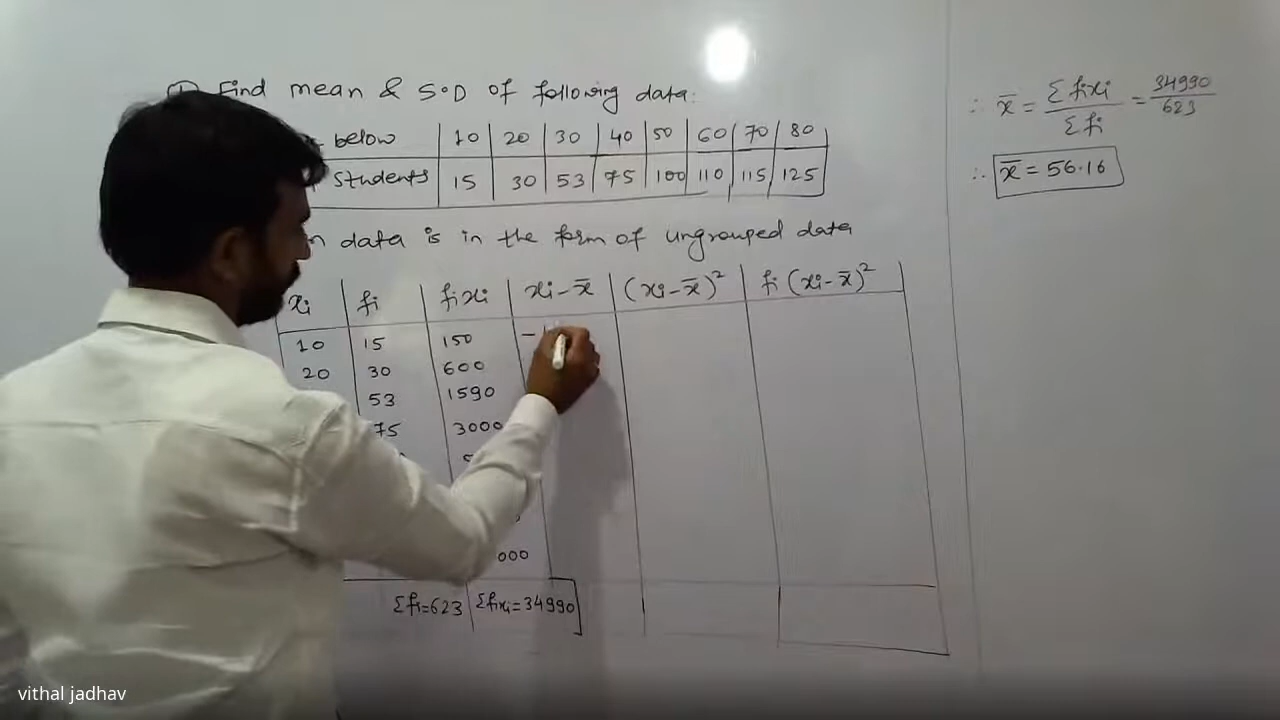 ① Find mean & S.D of following data:
below 10 20 30 40 50 60 70 80
Students 15 30 53 75 100 110 115 125
data is in the form of ungrouped data
xi fi fixi xi-x̄ (xi-x̄)² fi(xi-x̄)²
10 15 150
20 30 600
53 1590
75 3000
000
Σfi=623 Σfixi=34990
∴ x̄ = Σfixi/Σfi = 34990/623
∴ x̄ = 56.16
vithal jadhav